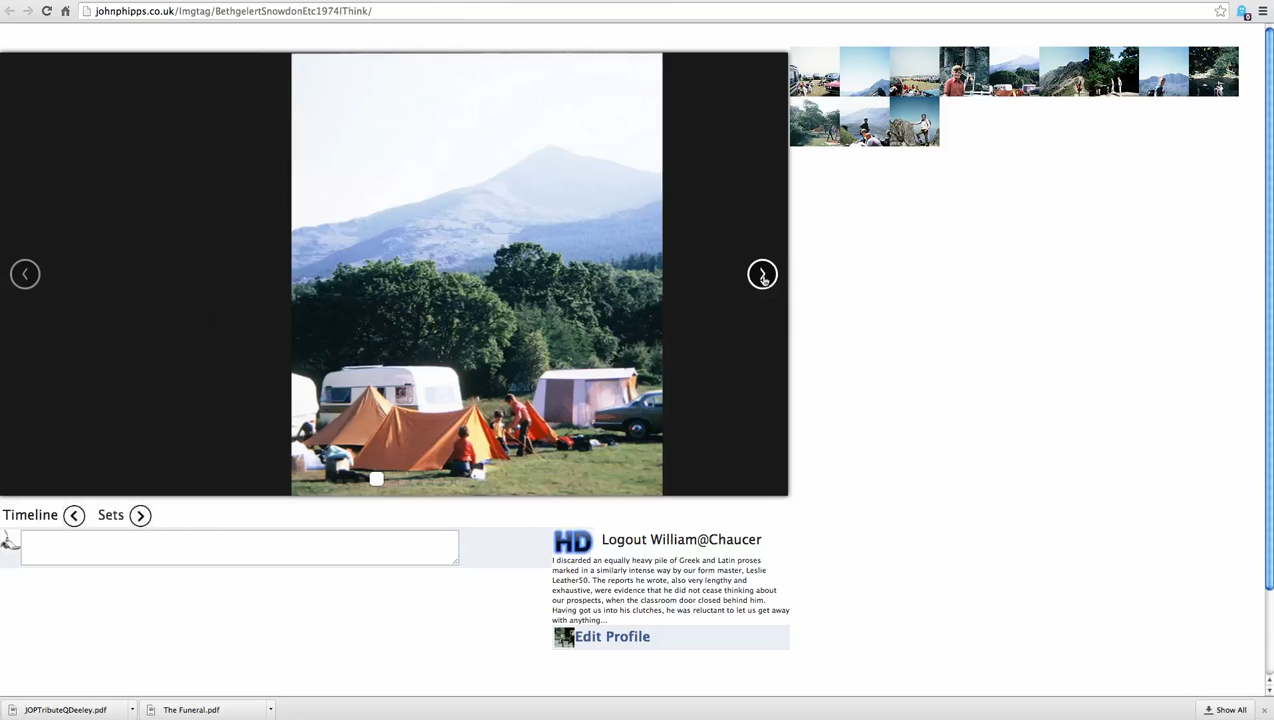 johnphipps.co.uk/Imgtag/BethgelertSnowdonEtc1974IThink/
Timeline
Sets
HD
Logout William@Chaucer
I discarded an equally heavy pile of Greek and Latin proses
marked in a similarly intense way by our form master, Leslie
Leather50. The reports he wrote, also very lengthy and
exhaustive, were evidence that he did not cease thinking about
our prospects, when the classroom door closed behind him.
Having got us into his clutches, he was reluctant to let us get away
with anything...
Edit Profile
JOPTributeQDeeley.pdf
The Funeral.pdf
Show All